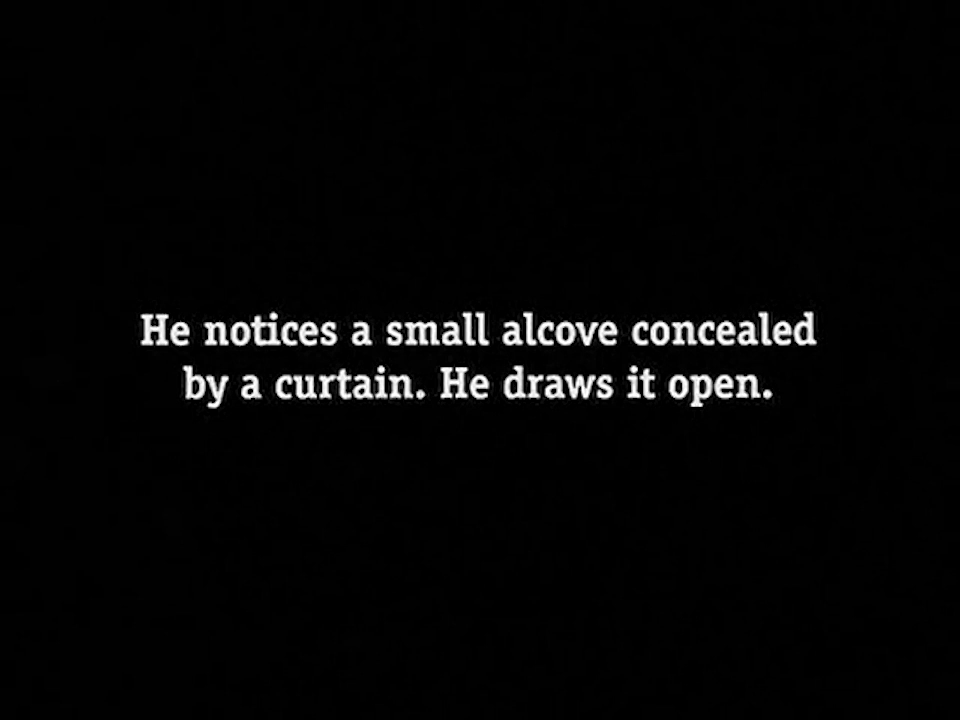 He notices a small alcove concealed
by a curtain. He draws it open.